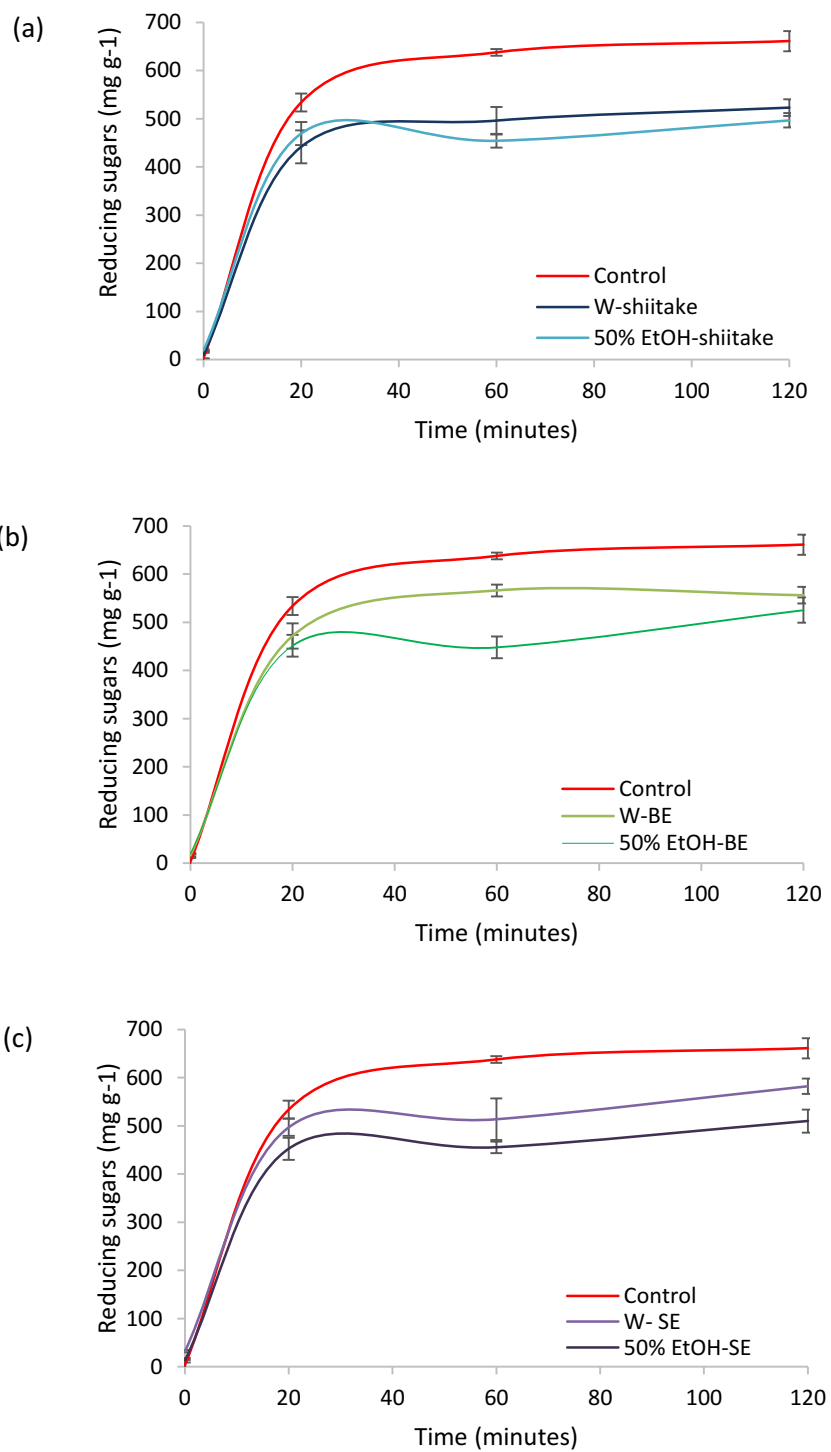 (a)
Reducing sugars (mg g-1)
700
600
500
400
300
200
100
0
Control
W-shiitake
50% EtOH-shiitake
0 20 40 60 80 100 120
Time (minutes)
(b)
Reducing sugars (mg g-1)
700
600
500
400
300
200
100
0
Control
W-BE
50% EtOH-BE
0 20 40 60 80 100 120
Time (minutes)
(c)
Reducing sugars (mg g-1)
700
600
500
400
300
200
100
0
Control
W- SE
50% EtOH-SE
0 20 40 60 80 100 120
Time (minutes)